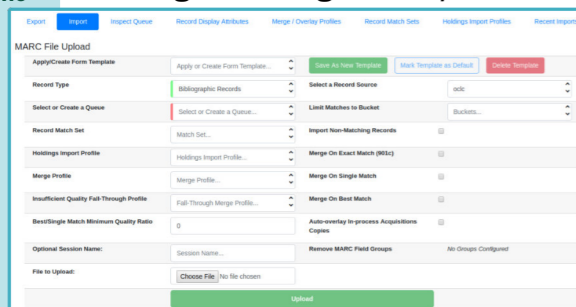 Export Import Inspect Queue Record Display Attributes Merge / Overlay Profiles Record Match Sets Holdings Import Profiles Recent Imports
MARC File Upload
Apply/Create Form Template Apply or Create Form Template... Save As New Template Mark Template as Default Delete Template
Record Type Bibliographic Records Select a Record Source oclc
Select or Create a Queue Select or Create a Queue... Limit Matches to Bucket Buckets...
Record Match Set Match Set... Import Non-Matching Records
Holdings Import Profile Holdings Import Profile... Merge On Exact Match (901c)
Merge Profile Merge Profile... Merge On Single Match
Insufficient Quality Fall-Through Profile Fall-Through Merge Profile... Merge On Best Match
Best/Single Match Minimum Quality Ratio 0 Auto-overlay In-process Acquisitions
Copies
Optional Session Name: Session Name... Remove MARC Field Groups No Groups Configured
File to Upload: Choose File No file chosen
Upload